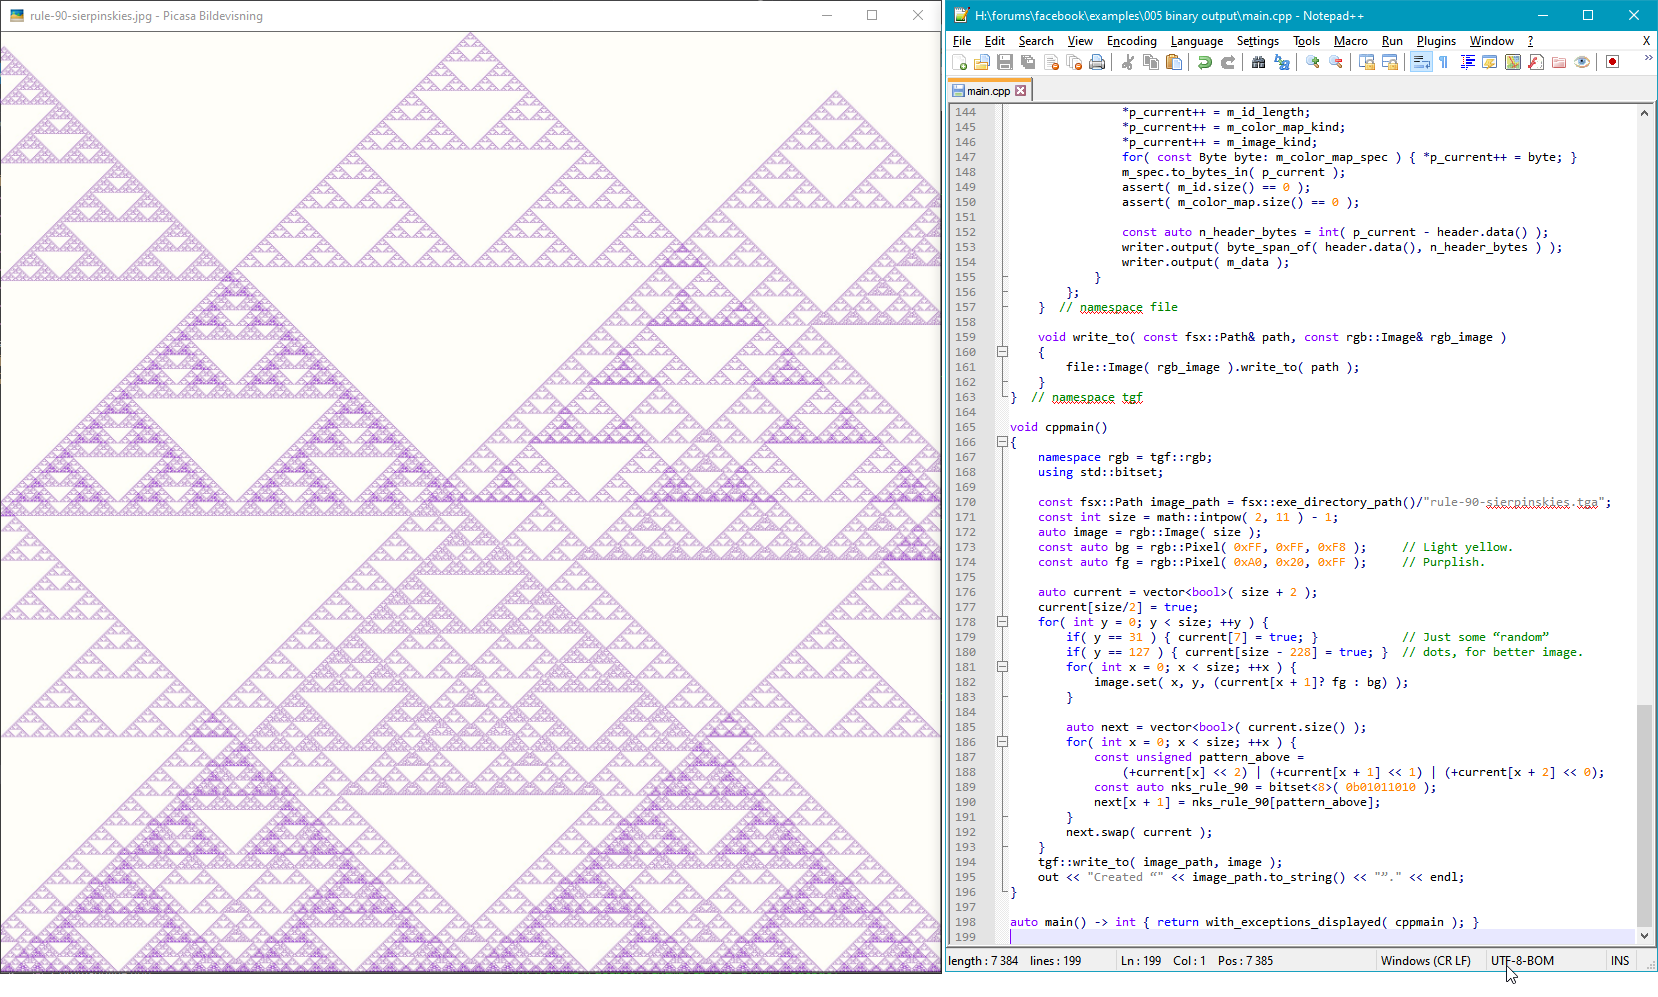 rule-90-sierpinskies.jpg - Picasa Bildevisning
H:\forums\facebook\examples\005 binary output\main.cpp - Notepad++
File Edit Search View Encoding Language Settings Tools Macro Run Plugins Window ? X
main.cpp
144 *p_current++ = m_id_length;
145 *p_current++ = m_color_map_kind;
146 *p_current++ = m_image_kind;
147 for( const Byte byte: m_color_map_spec ) { *p_current++ = byte; }
148 m_spec.to_bytes_in( p_current );
149 assert( m_id.size() == 0 );
150 assert( m_color_map.size() == 0 );
151
152 const auto n_header_bytes = int( p_current - header.data() );
153 writer.output( byte_span_of( header.data(), n_header_bytes ) );
154 writer.output( m_data );
155 }
156 };
157 } // namespace file
158
159 void write_to( const fsx::Path& path, const rgb::Image& rgb_image )
160 {
161 file::Image( rgb_image ).write_to( path );
162 }
163 } // namespace tgf
164
165 void cppmain()
166 {
167 namespace rgb = tgf::rgb;
168 using std::bitset;
169
170 const fsx::Path image_path = fsx::exe_directory_path()/"rule-90-sierpinskies.tga";
171 const int size = math::intpow( 2, 11 ) - 1;
172 auto image = rgb::Image( size );
173 const auto bg = rgb::Pixel( 0xFF, 0xFF, 0xF8 ); // Light yellow.
174 const auto fg = rgb::Pixel( 0xA0, 0x20, 0xFF ); // Purplish.
175
176 auto current = vector<bool>( size + 2 );
177 current[size/2] = true;
178 for( int y = 0; y < size; ++y ) {
179 if( y == 31 ) { current[7] = true; } // Just some “random”
180 if( y == 127 ) { current[size - 228] = true; } // dots, for better image.
181 for( int x = 0; x < size; ++x ) {
182 image.set( x, y, (current[x + 1]? fg : bg) );
183 }
184
185 auto next = vector<bool>( current.size() );
186 for( int x = 0; x < size; ++x ) {
187 const unsigned pattern_above =
188 (+current[x] << 2) | (+current[x + 1] << 1) | (+current[x + 2] << 0);
189 const auto nks_rule_90 = bitset<8>( 0b01011010 );
190 next[x + 1] = nks_rule_90[pattern_above];
191 }
192 next.swap( current );
193 }
194 tgf::write_to( image_path, image );
195 out << "Created “" << image_path.to_string() << "”." << endl;
196 }
197
198 auto main() -> int { return with_exceptions_displayed( cppmain ); }
199
length : 7 384 lines : 199 Ln : 199 Col : 1 Pos : 7 385 Windows (CR LF) UTF-8-BOM INS